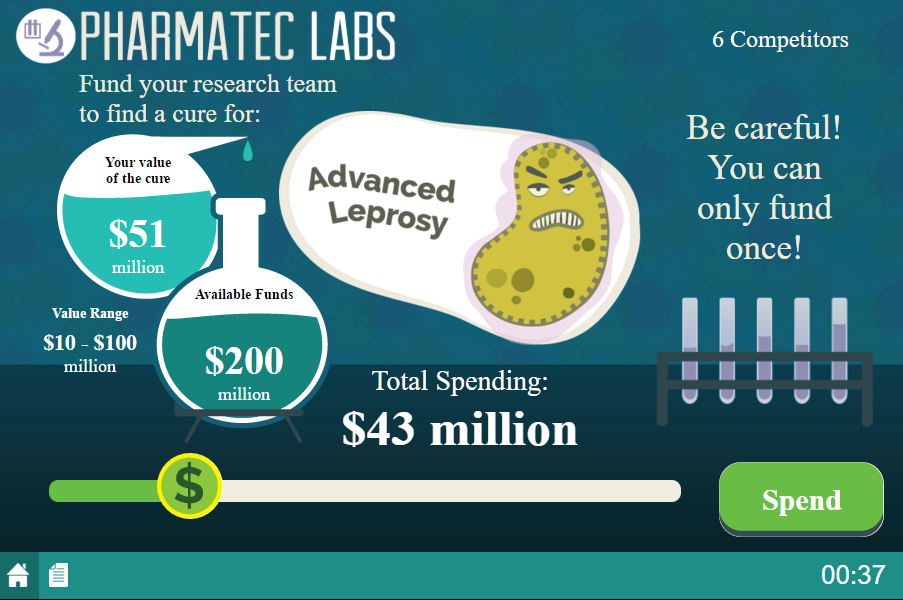 PHARMATEC LABS
6 Competitors
Fund your research team
to find a cure for:
Your value
of the cure
$51
million
Value Range
$10 - $100
million
Available Funds
$200
million
Advanced
Leprosy
Be careful!
You can
only fund
once!
Total Spending:
$43 million
$
Spend
00:37